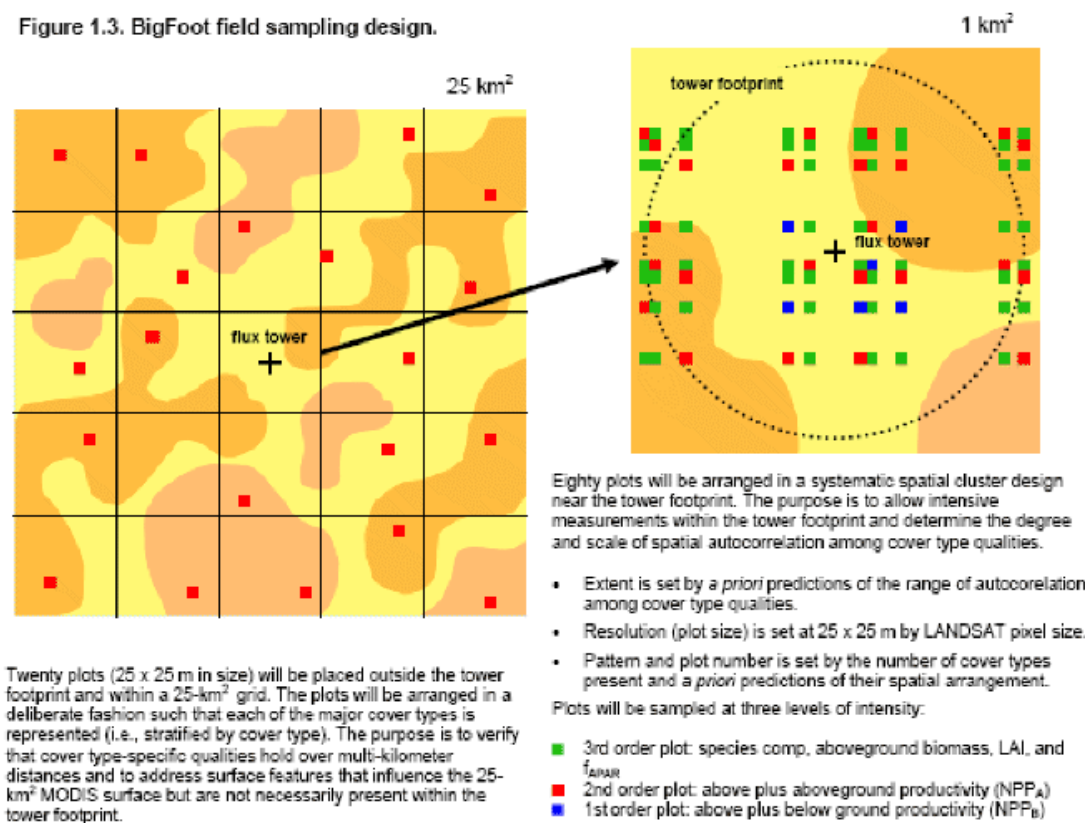 Figure 1.3. BigFoot field sampling design.
25 km²
flux tower
1 km²
tower footprint
flux tower
Twenty plots (25 x 25 m in size) will be placed outside the tower
footprint and within a 25-km² grid. The plots will be arranged in a
deliberate fashion such that each of the major cover types is
represented (i.e., stratified by cover type). The purpose is to verify
that cover type-specific qualities hold over multi-kilometer
distances and to address surface features that influence the 25-
km² MODIS surface but are not necessarily present within the
tower footprint.
Eighty plots will be arranged in a systematic spatial cluster design
near the tower footprint. The purpose is to allow intensive
measurements within the tower footprint and determine the degree
and scale of spatial autocorrelation among cover type qualities.
• Extent is set by a priori predictions of the range of autocorelation
among cover type qualities.
• Resolution (plot size) is set at 25 x 25 m by LANDSAT pixel size.
• Pattern and plot number is set by the number of cover types
present and a priori predictions of their spatial arrangement.
Plots will be sampled at three levels of intensity:
3rd order plot: species comp, aboveground biomass, LAI, and
fAPAR
2nd order plot: above plus aboveground productivity (NPPA)
1st order plot: above plus below ground productivity (NPPB)